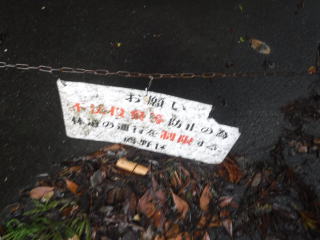 お願い
不法投棄等防止の為
林道の通行を制限する